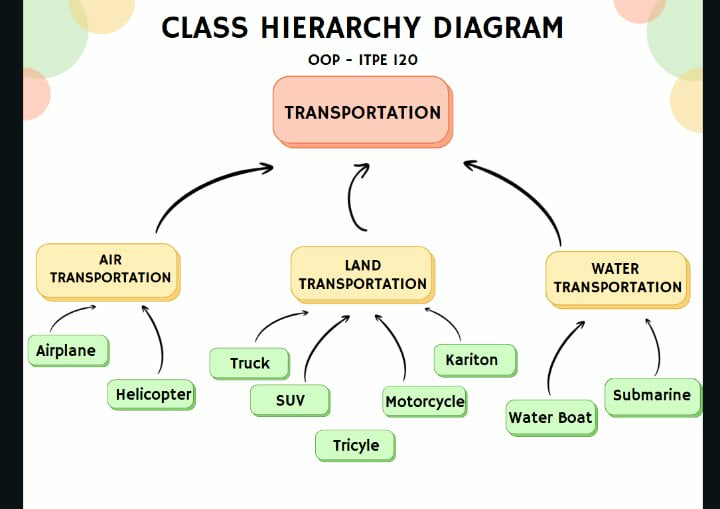 CLASS HIERARCHY DIAGRAM
OOP - ITPE 120
TRANSPORTATION
AIR
TRANSPORTATION
LAND
TRANSPORTATION
WATER
TRANSPORTATION
Airplane
Helicopter
Truck
SUV
Tricyle
Motorcycle
Kariton
Water Boat
Submarine